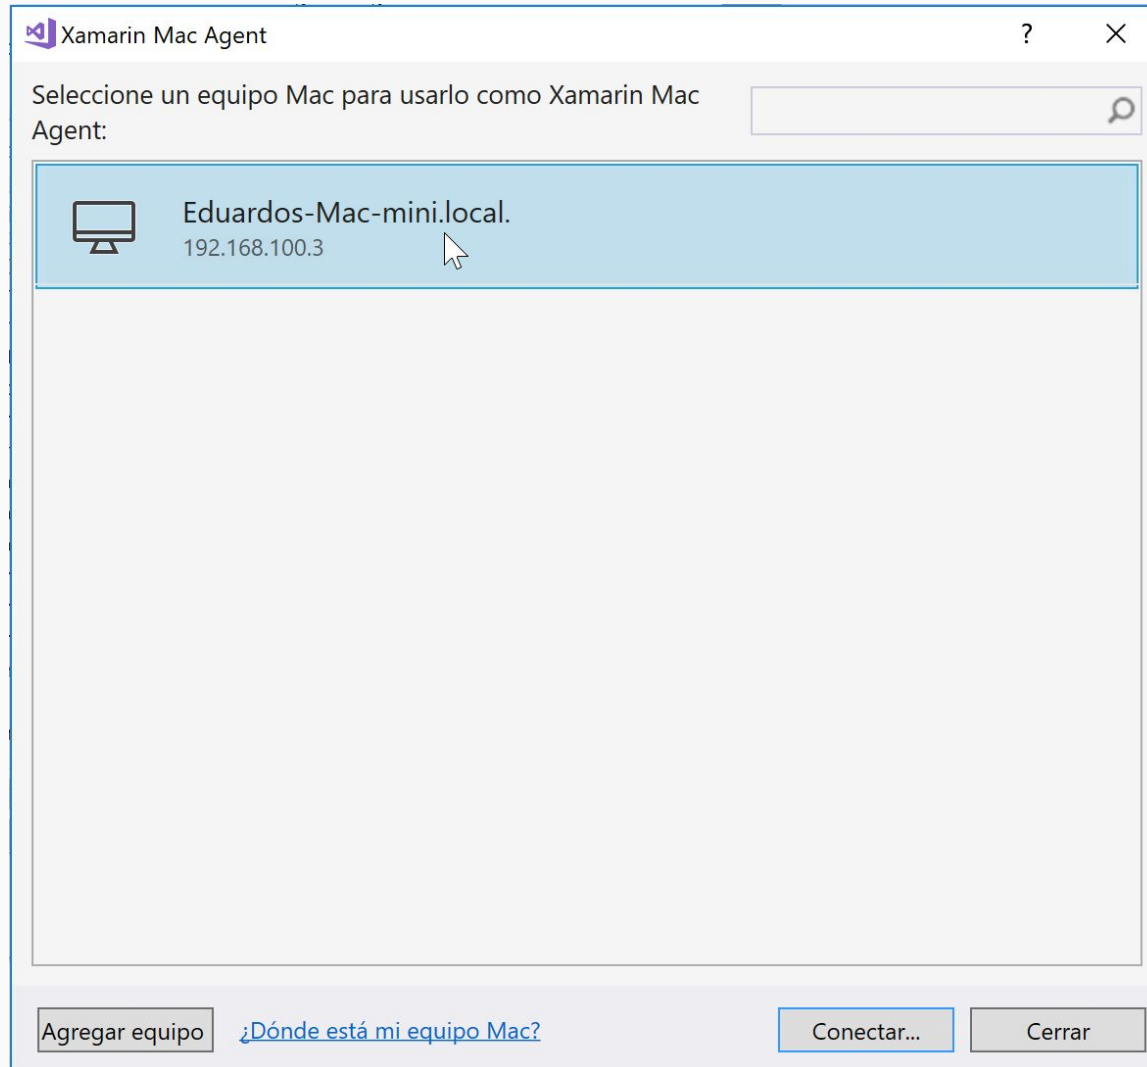 Xamarin Mac Agent
?
Seleccione un equipo Mac para usarlo como Xamarin Mac
Agent:
Eduardos-Mac-mini.local.
192.168.100.3
Agregar equipo ¿Dónde está mi equipo Mac? Conectar... Cerrar